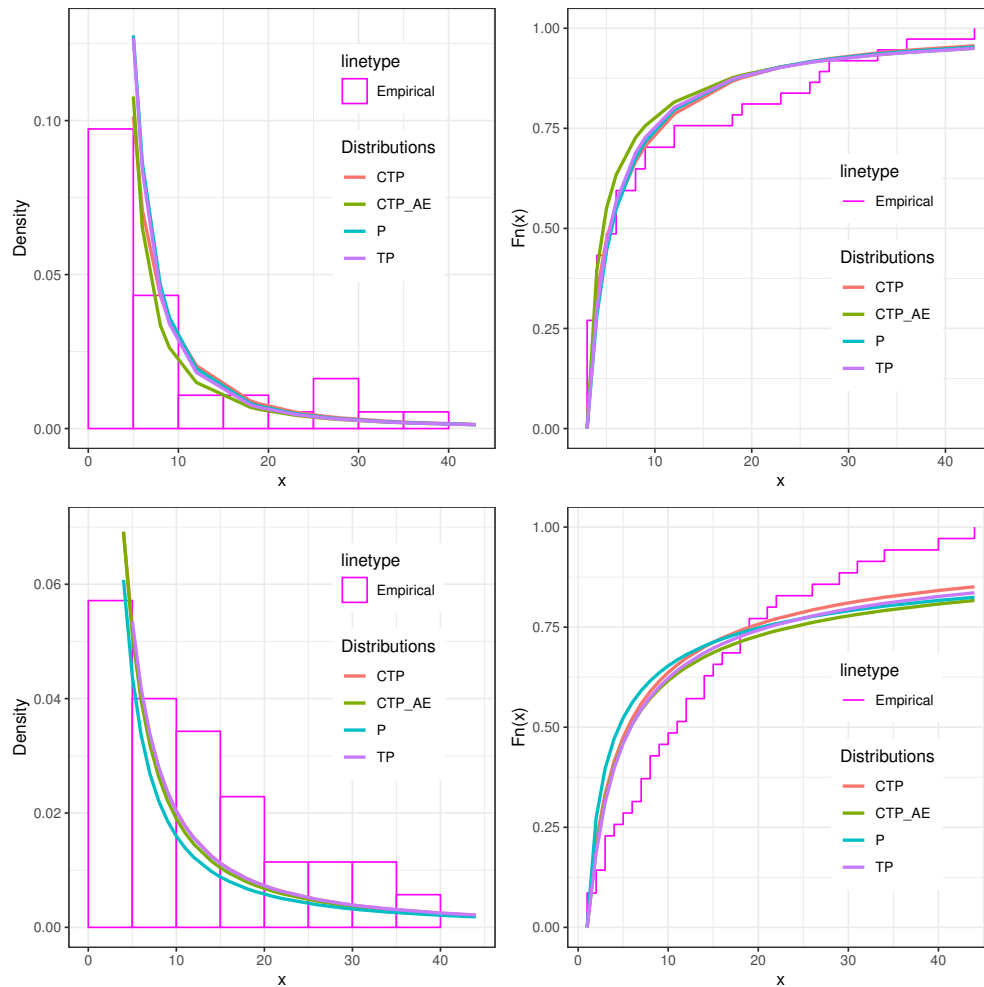 linetype
Empirical
Distributions
CTP
CTP_AE
P
TP
Density
0.10
0.05
0.00
0
10
20
30
40
x
1.00
0.75
0.50
0.25
0.00
Fn(x)
linetype
Empirical
Distributions
CTP
CTP_AE
P
TP
10
20
30
40
x
linetype
Empirical
Distributions
CTP
CTP_AE
P
TP
Density
0.06
0.04
0.02
0.00
0
10
20
30
40
x
1.00
0.75
0.50
0.25
0.00
Fn(x)
linetype
Empirical
Distributions
CTP
CTP_AE
P
TP
0
10
20
30
40
x